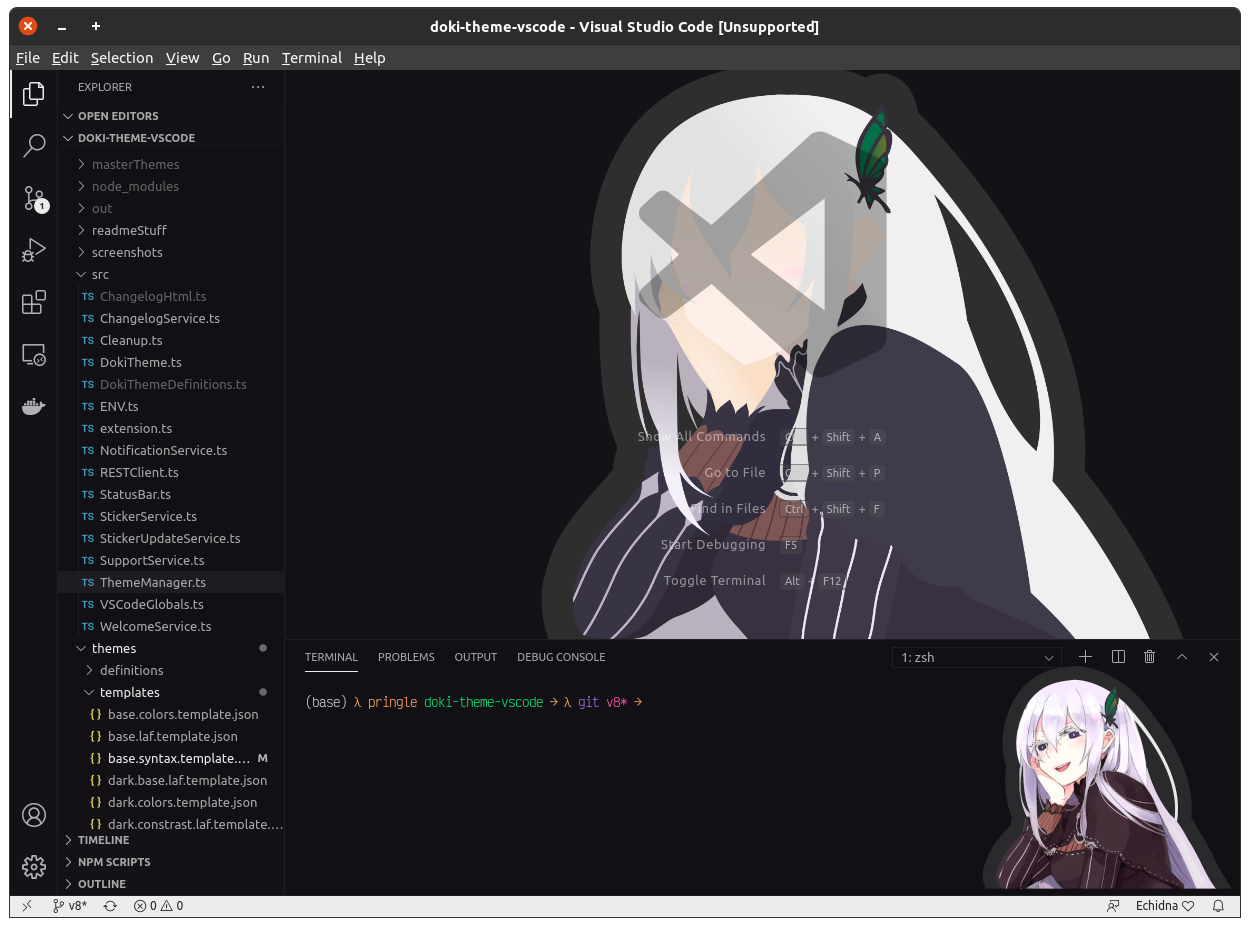 doki-theme-vscode - Visual Studio Code [Unsupported]
File Edit Selection View Go Run Terminal Help
EXPLORER
OPEN EDITORS
DOKI-THEME-VSCODE
masterThemes
node_modules
out
readmeStuff
screenshots
src
TS ChangelogHtml.ts
TS ChangelogService.ts
TS Cleanup.ts
TS DokiTheme.ts
TS DokiThemeDefinitions.ts
TS ENV.ts
TS extension.ts
TS NotificationService.ts
TS RESTClient.ts
TS StatusBar.ts
TS StickerService.ts
TS StickerUpdateService.ts
TS SupportService.ts
TS ThemeManager.ts
TS VSCodeGlobals.ts
TS WelcomeService.ts
themes
definitions
templates
{} base.colors.template.json
{} base.laf.template.json
{} base.syntax.template.... M
{} dark.base.laf.template.json
{} dark.colors.template.json
{} dark.constrast.laf.template....
TIMELINE
NPM SCRIPTS
OUTLINE
1
Show All Commands + Shift + A
Go to File + Shift + P
Find in Files Ctrl + Shift + F
Start Debugging F5
Toggle Terminal Alt + F12
TERMINAL PROBLEMS OUTPUT DEBUG CONSOLE 1: zsh
(base) λ pringle doki-theme-vscode → λ git v8* →
v8* 0 0 Echidna ♡